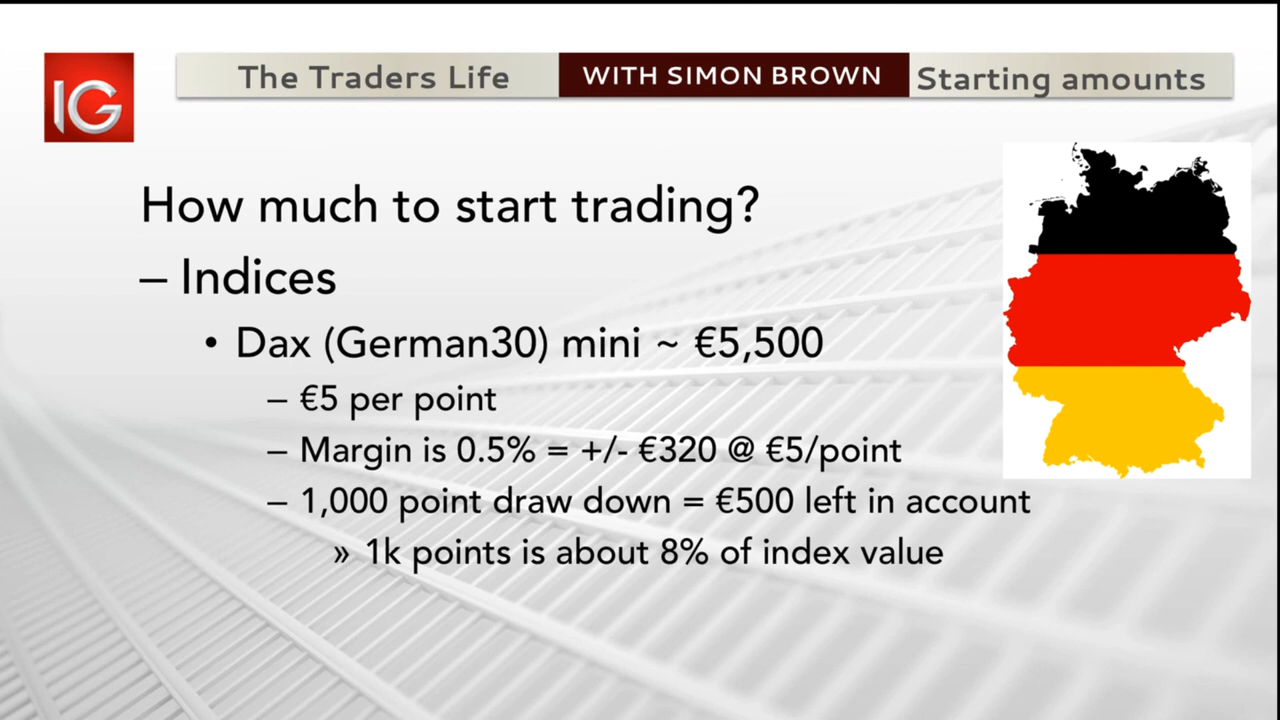 IG
The Traders Life
WITH SIMON BROWN
Starting amounts
How much to start trading?
– Indices
• Dax (German30) mini ~ €5,500
– €5 per point
– Margin is 0.5% = +/- €320 @ €5/point
– 1,000 point draw down = €500 left in account
» 1k points is about 8% of index value